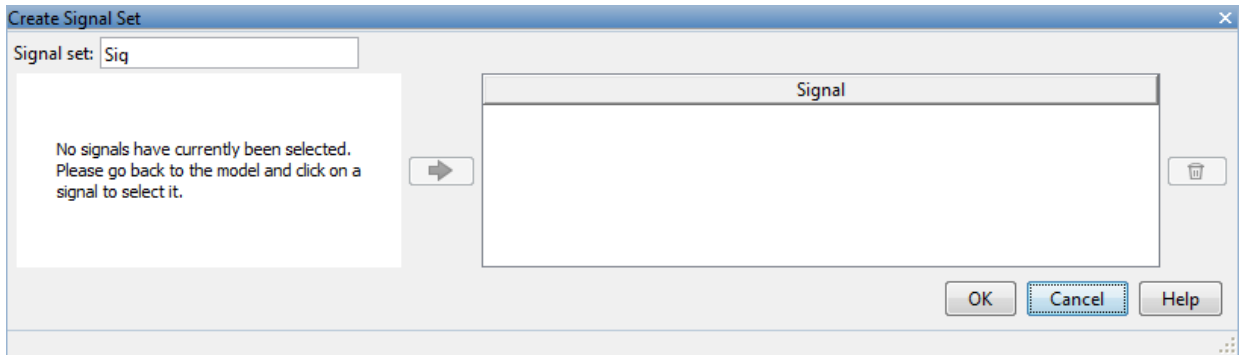 Create Signal Set
Signal set: Sig
Signal
No signals have currently been selected.
Please go back to the model and click on a
signal to select it.
OK Cancel Help